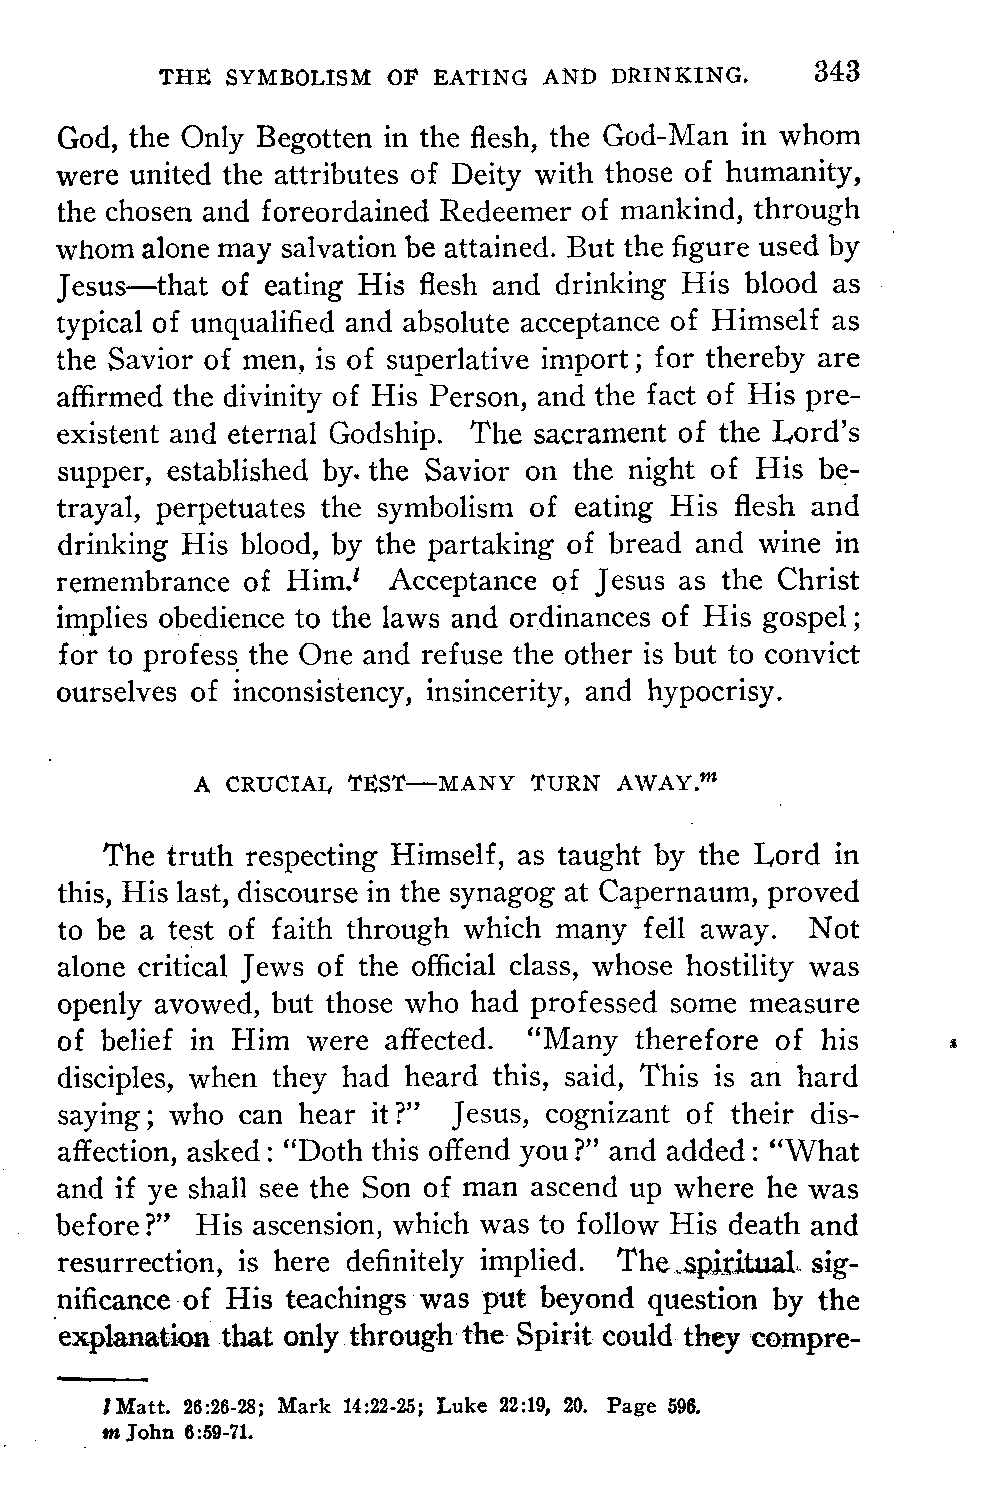 THE SYMBOLISM OF EATING AND DRINKING. 343
God, the Only Begotten in the flesh, the God-Man in whom
were united the attributes of Deity with those of humanity,
the chosen and foreordained Redeemer of mankind, through
whom alone may salvation be attained. But the figure used by
Jesus—that of eating His flesh and drinking His blood as
typical of unqualified and absolute acceptance of Himself as
the Savior of men, is of superlative import; for thereby are
affirmed the divinity of His Person, and the fact of His pre-
existent and eternal Godship. The sacrament of the Lord's
supper, established by the Savior on the night of His be-
trayal, perpetuates the symbolism of eating His flesh and
drinking His blood, by the partaking of bread and wine in
remembrance of Him.l Acceptance of Jesus as the Christ
implies obedience to the laws and ordinances of His gospel;
for to profess the One and refuse the other is but to convict
ourselves of inconsistency, insincerity, and hypocrisy.
A CRUCIAL TEST—MANY TURN AWAY.m
The truth respecting Himself, as taught by the Lord in
this, His last, discourse in the synagog at Capernaum, proved
to be a test of faith through which many fell away. Not
alone critical Jews of the official class, whose hostility was
openly avowed, but those who had professed some measure
of belief in Him were affected. "Many therefore of his
disciples, when they had heard this, said, This is an hard
saying; who can hear it?" Jesus, cognizant of their dis-
affection, asked: "Doth this offend you?" and added: "What
and if ye shall see the Son of man ascend up where he was
before?" His ascension, which was to follow His death and
resurrection, is here definitely implied. The spiritual sig-
nificance of His teachings was put beyond question by the
explanation that only through the Spirit could they compre-
l Matt. 26:26-28; Mark 14:22-25; Luke 22:19, 20. Page 596.
m John 6:59-71.